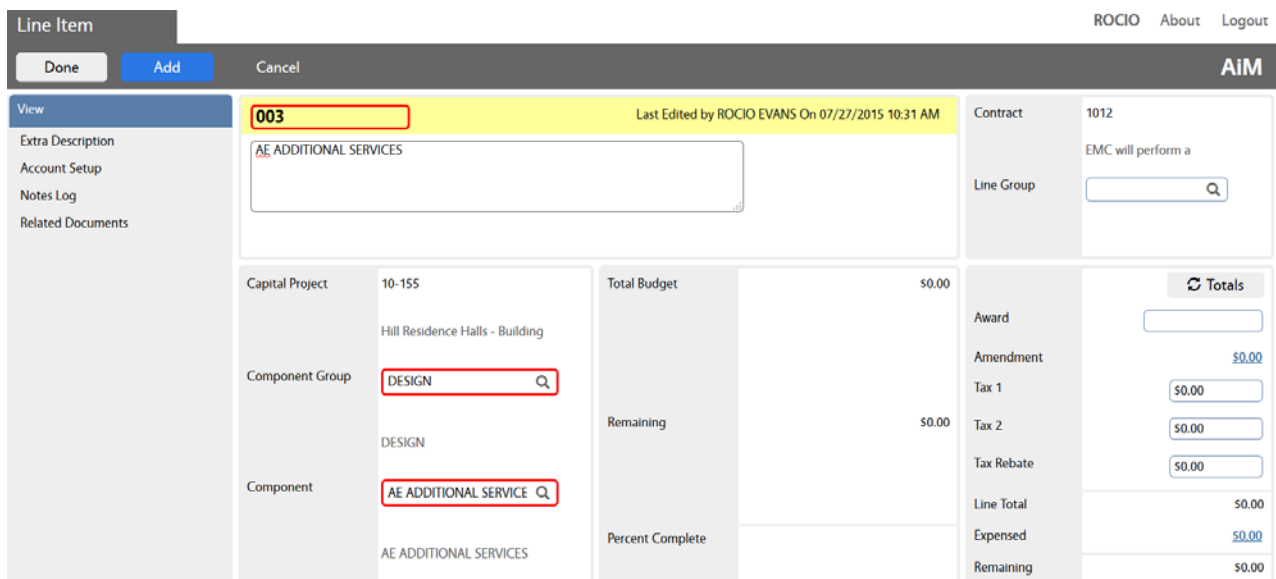 Line Item
ROCIO About Logout
Done Add Cancel
AiM
View
Extra Description
Account Setup
Notes Log
Related Documents
003
Last Edited by ROCIO EVANS On 07/27/2015 10:31 AM
AE ADDITIONAL SERVICES
Contract 1012
EMC will perform a
Line Group
Capital Project 10-155
Hill Residence Halls - Building
Component Group DESIGN
DESIGN
Component AE ADDITIONAL SERVICE
AE ADDITIONAL SERVICES
Total Budget $0.00
Remaining $0.00
Percent Complete
Totals
Award
Amendment $0.00
Tax 1 $0.00
Tax 2 $0.00
Tax Rebate $0.00
Line Total $0.00
Expensed $0.00
Remaining $0.00